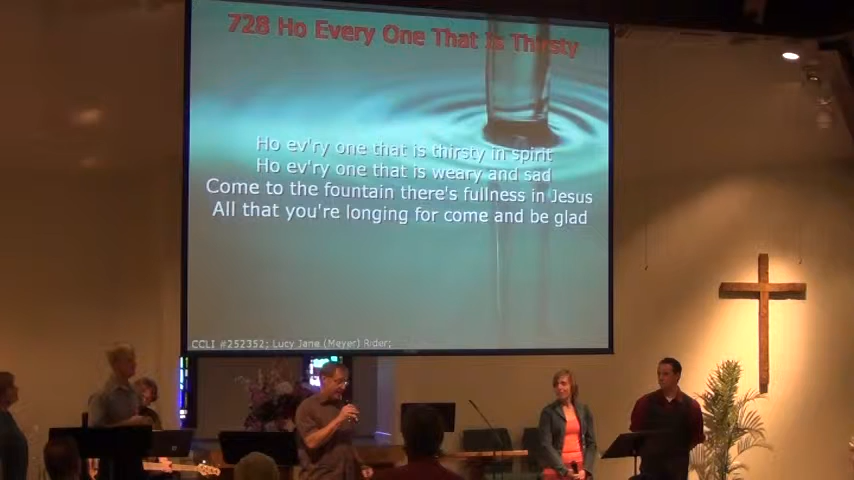 728 Ho Every One That Is Thirsty
Ho ev'ry one that is thirsty in spirit
Ho ev'ry one that is weary and sad
Come to the fountain there's fullness in Jesus
All that you're longing for come and be glad
CCLI #252352; Lucy Jane (Meyer) Rider;